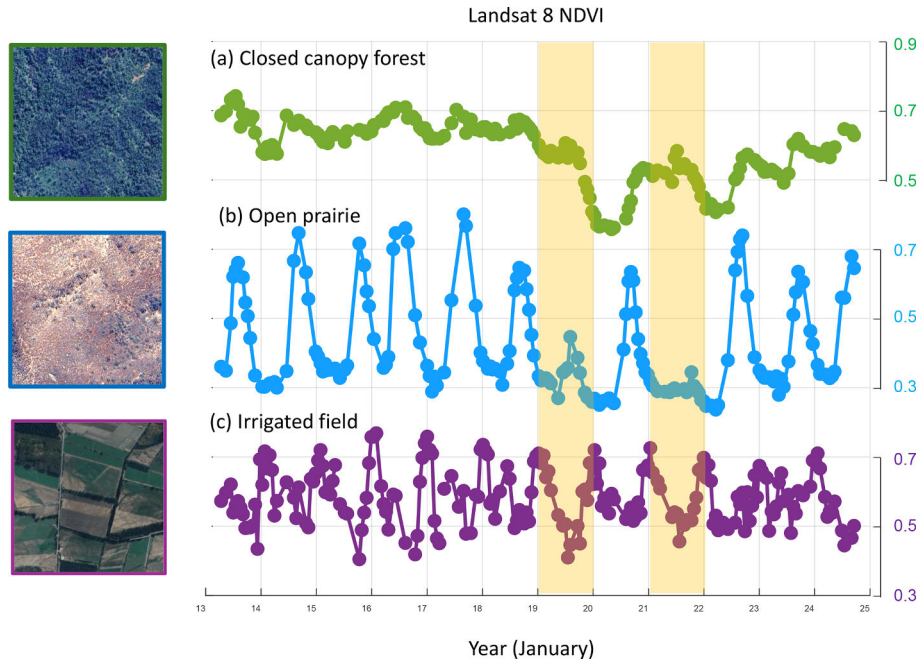 Landsat 8 NDVI
(a) Closed canopy forest
0.9
0.7
0.5
(b) Open prairie
0.7
0.5
0.3
(c) Irrigated field
0.7
0.5
0.3
13 14 15 16 17 18 19 20 21 22 23 24 25
Year (January)